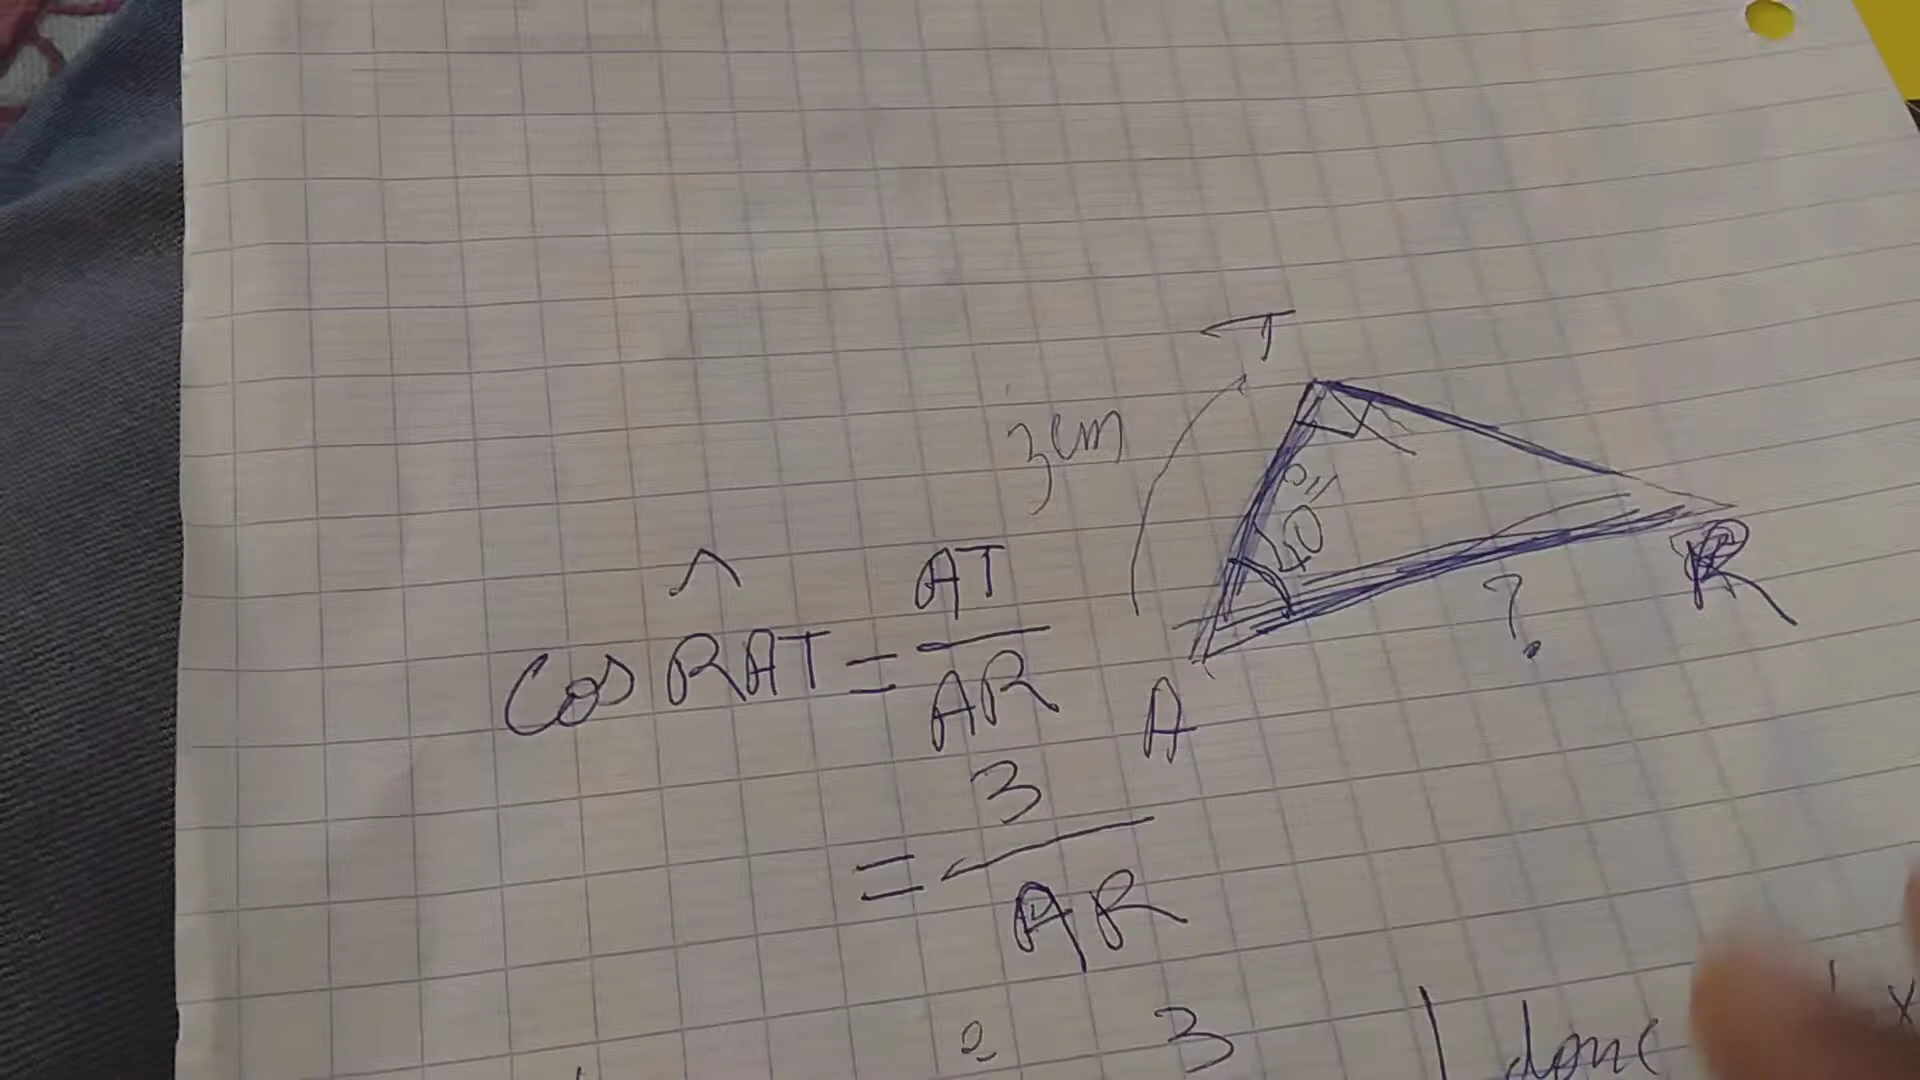 T
3cm
40°
R
?
A
cos RAT = AT / AR
= 3 / AR
° 3 | donc